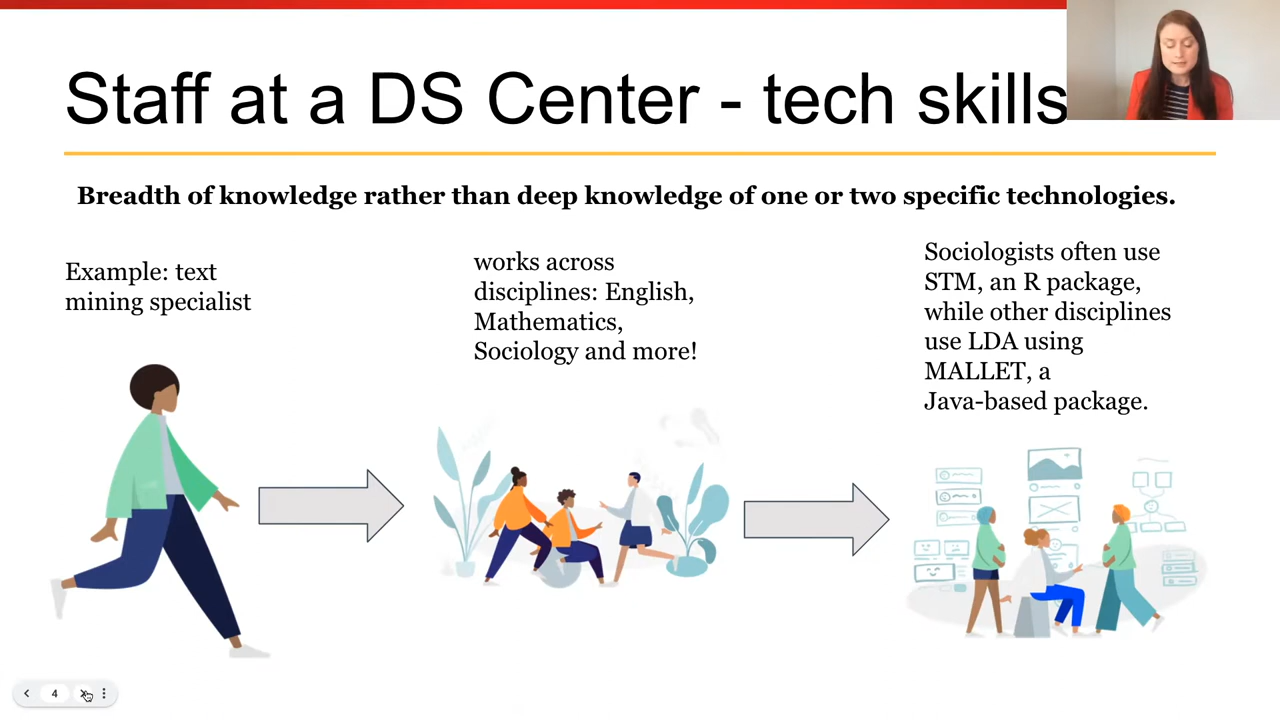 Staff at a DS Center - tech skills
Breadth of knowledge rather than deep knowledge of one or two specific technologies.
Example: text
mining specialist
works across
disciplines: English,
Mathematics,
Sociology and more!
Sociologists often use
STM, an R package,
while other disciplines
use LDA using
MALLET, a
Java-based package.
4